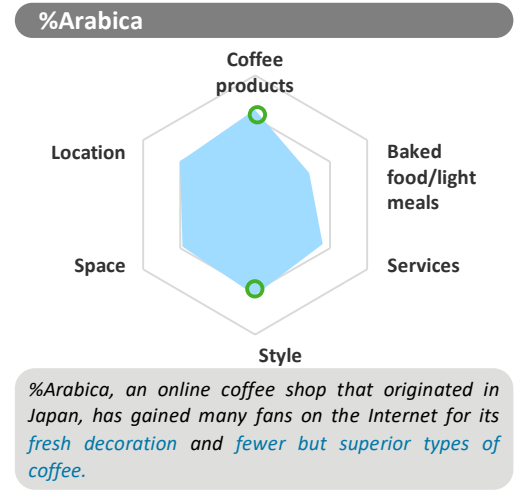 %Arabica
Coffee
products
Location
Baked
food/light
meals
Space
Services
Style
%Arabica, an online coffee shop that originated in
Japan, has gained many fans on the Internet for its
fresh decoration and fewer but superior types of
coffee.